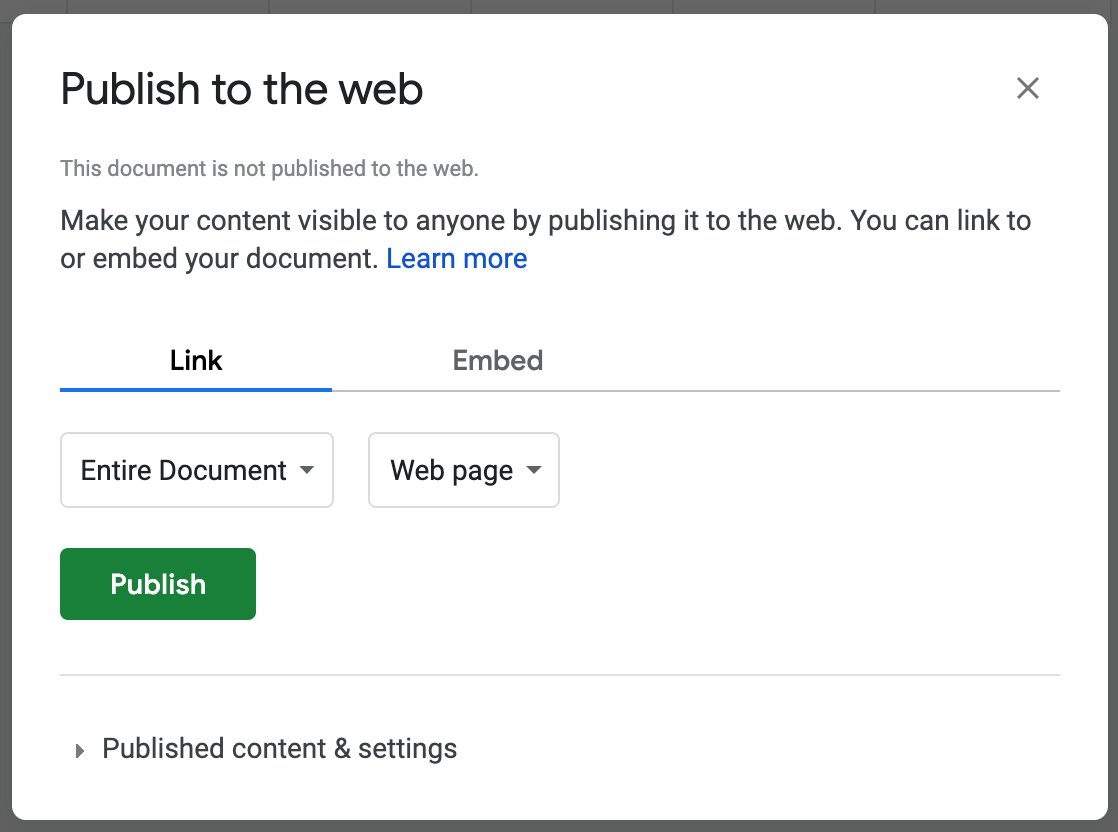 Publish to the web
This document is not published to the web.
Make your content visible to anyone by publishing it to the web. You can link to
or embed your document. Learn more
Link Embed
Entire Document Web page
Publish
Published content & settings